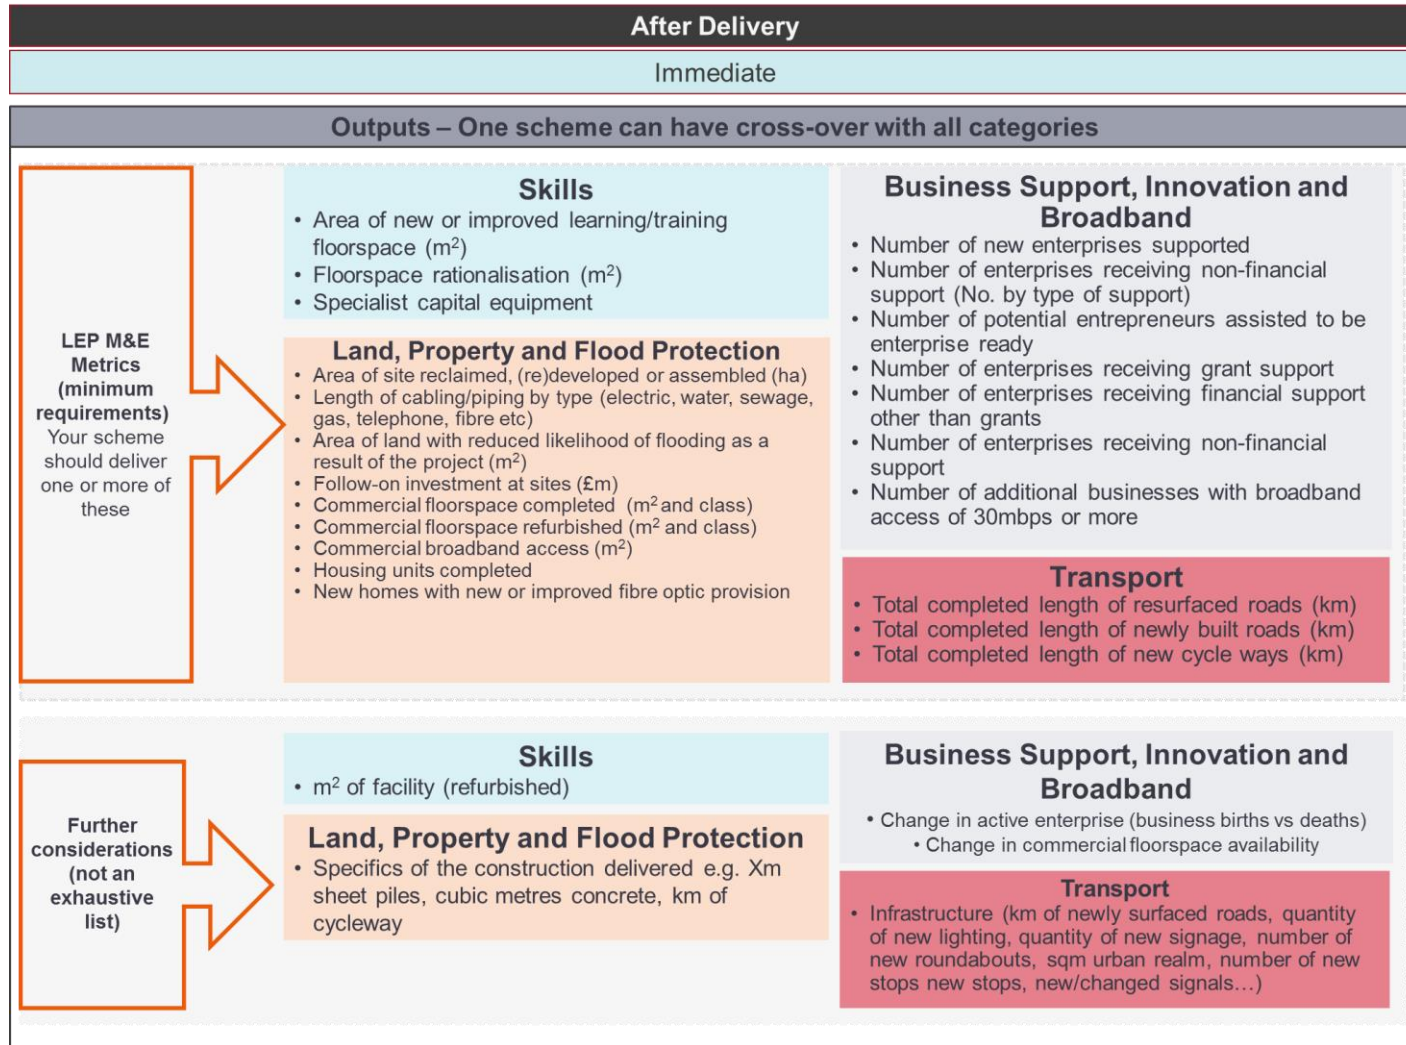 After Delivery
Immediate
Outputs – One scheme can have cross-over with all categories
LEP M&E
Metrics
(minimum
requirements)
Your scheme
should deliver
one or more of
these
Skills
• Area of new or improved learning/training
floorspace (m²)
• Floorspace rationalisation (m²)
• Specialist capital equipment
Land, Property and Flood Protection
• Area of site reclaimed, (re)developed or assembled (ha)
• Length of cabling/piping by type (electric, water, sewage,
gas, telephone, fibre etc)
• Area of land with reduced likelihood of flooding as a
result of the project (m²)
• Follow-on investment at sites (£m)
• Commercial floorspace completed (m² and class)
• Commercial floorspace refurbished (m² and class)
• Commercial broadband access (m²)
• Housing units completed
• New homes with new or improved fibre optic provision
Business Support, Innovation and
Broadband
• Number of new enterprises supported
• Number of enterprises receiving non-financial
support (No. by type of support)
• Number of potential entrepreneurs assisted to be
enterprise ready
• Number of enterprises receiving grant support
• Number of enterprises receiving financial support
other than grants
• Number of enterprises receiving non-financial
support
• Number of additional businesses with broadband
access of 30mbps or more
Transport
• Total completed length of resurfaced roads (km)
• Total completed length of newly built roads (km)
• Total completed length of new cycle ways (km)
Further
considerations
(not an
exhaustive
list)
Skills
• m² of facility (refurbished)
Land, Property and Flood Protection
• Specifics of the construction delivered e.g. Xm
sheet piles, cubic metres concrete, km of
cycleway
Business Support, Innovation and
Broadband
• Change in active enterprise (business births vs deaths)
• Change in commercial floorspace availability
Transport
• Infrastructure (km of newly surfaced roads, quantity
of new lighting, quantity of new signage, number of
new roundabouts, sqm urban realm, number of new
stops new stops, new/changed signals…)